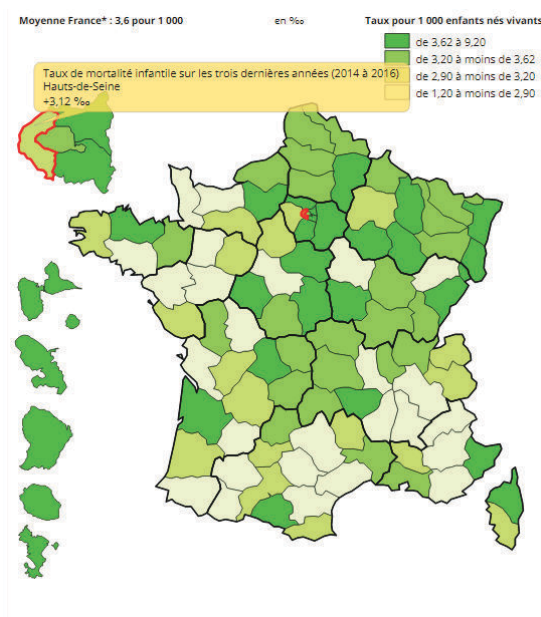 Moyenne France* : 3,6 pour 1 000
en ‰
Taux pour 1 000 enfants nés vivants
de 3,62 à 9,20
de 3,20 à moins de 3,62
de 2,90 à moins de 3,20
de 1,20 à moins de 2,90
Taux de mortalité infantile sur les trois dernières années (2014 à 2016)
Hauts-de-Seine
+3,12 ‰